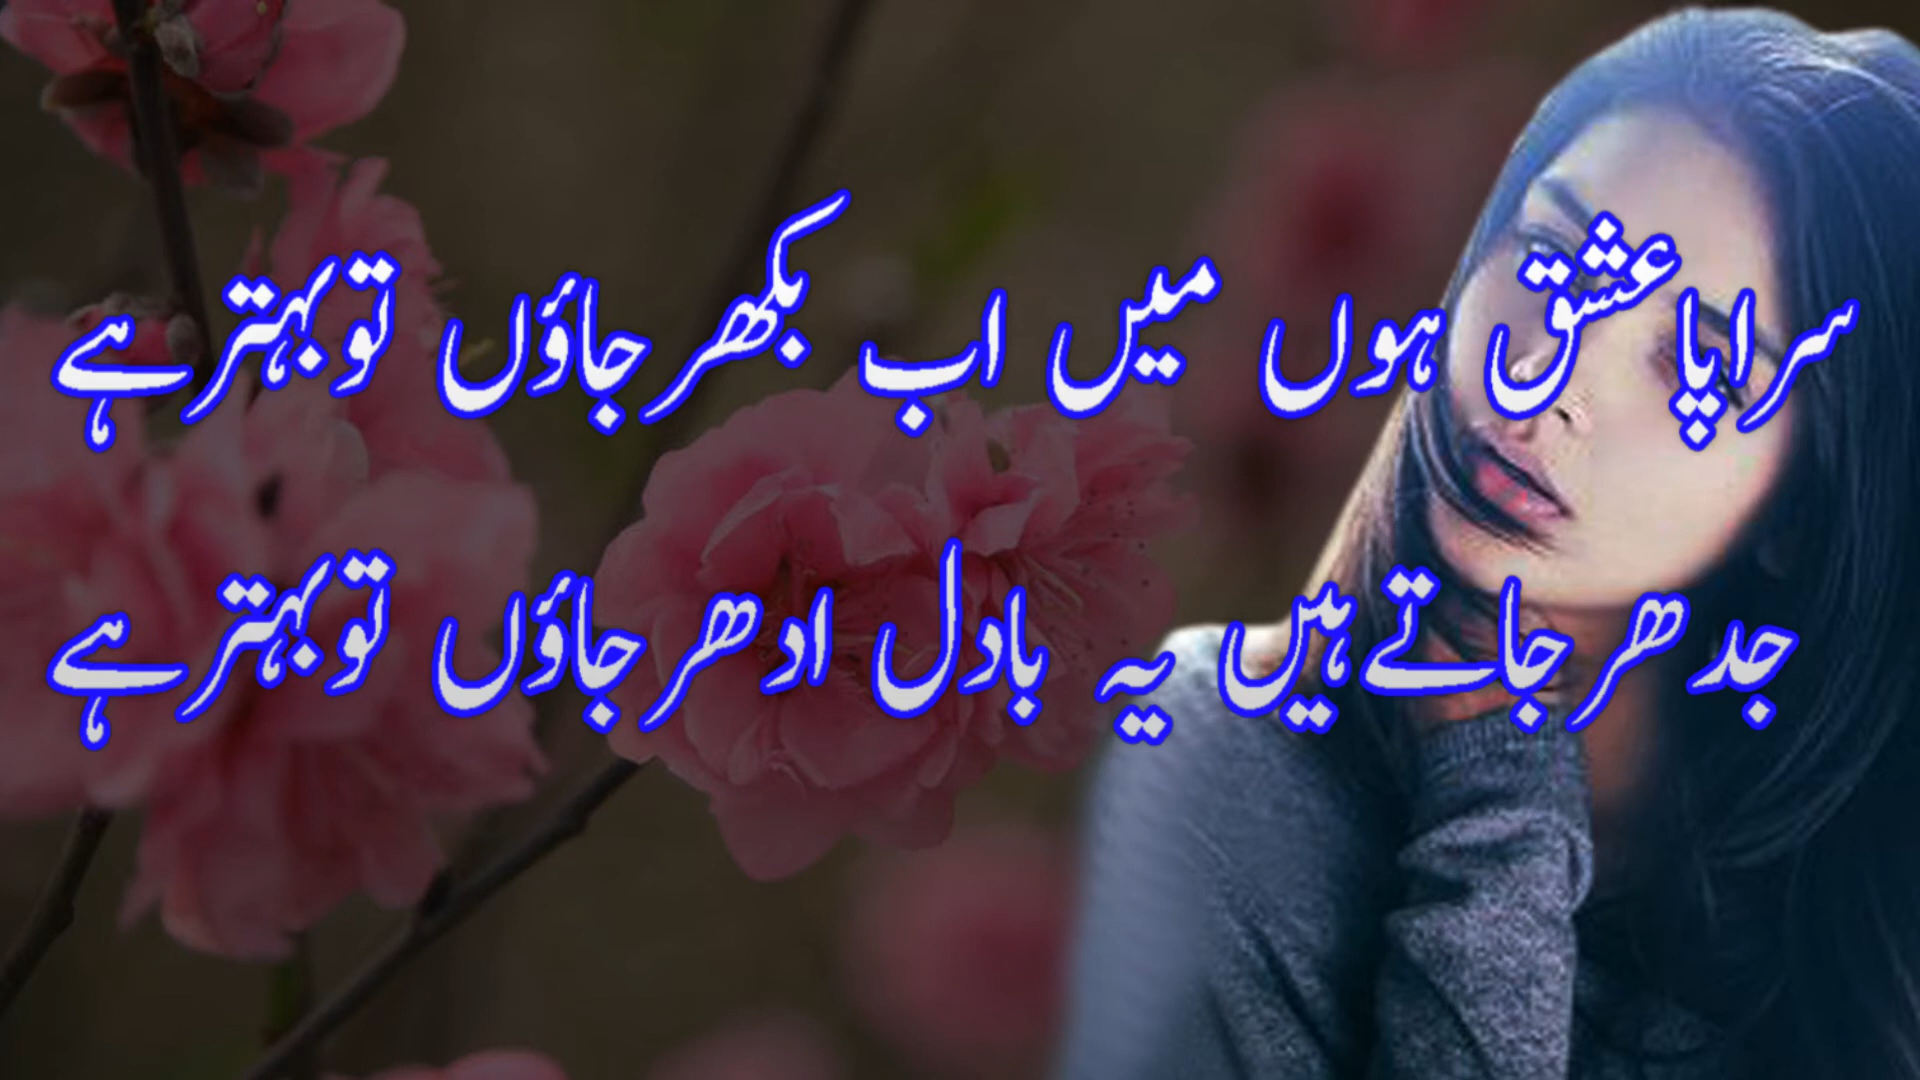 سراپا عشق ہوں میں اب بکھر جاؤں تو بہتر ہے
جدھر جاتے ہیں یہ بادل ادھر جاؤں تو بہتر ہے